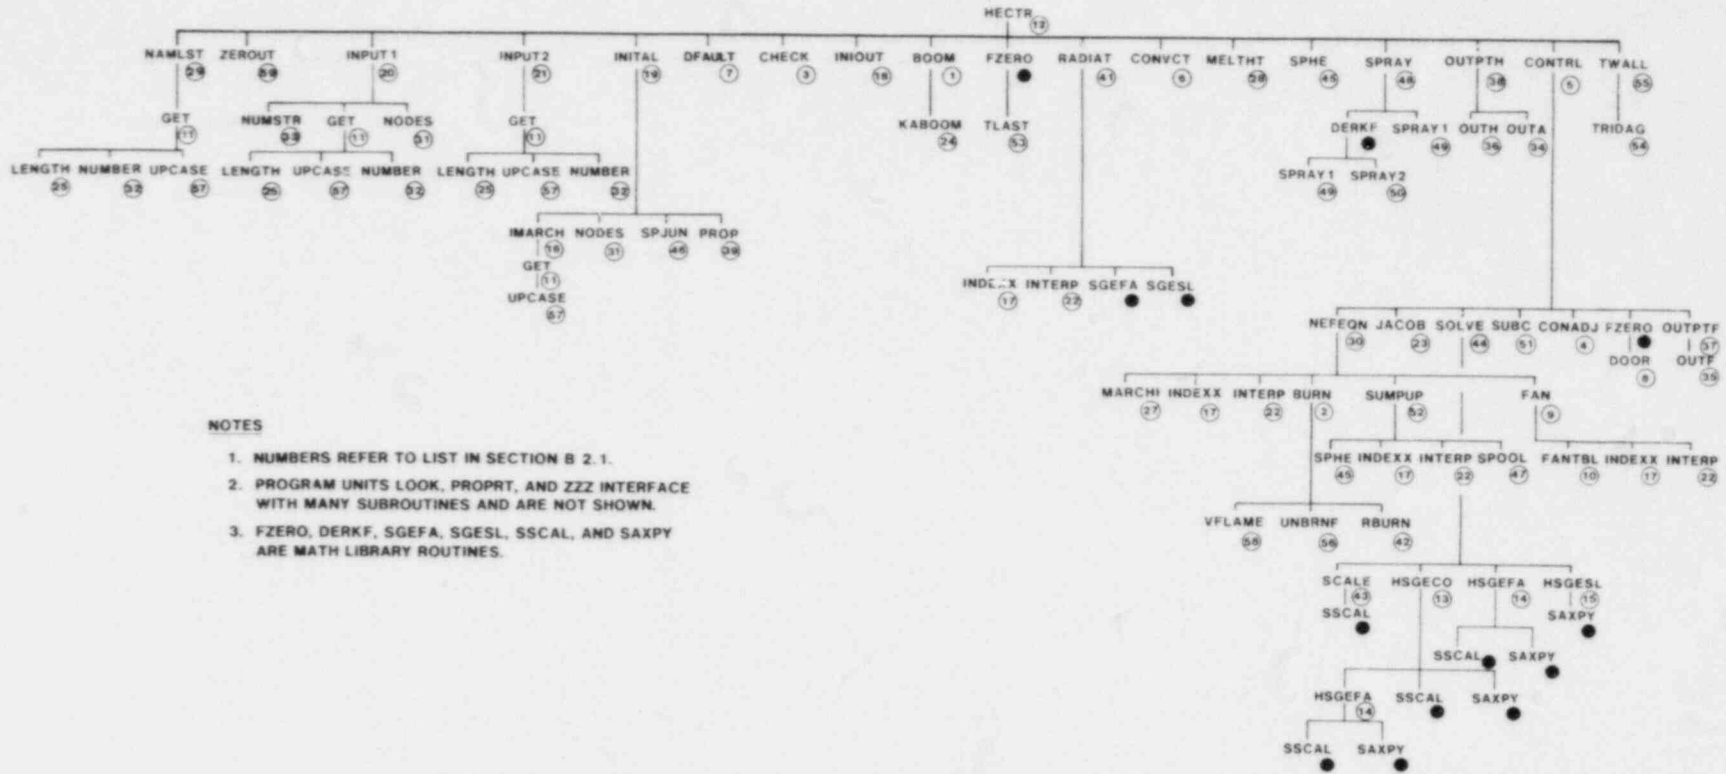 HECTR 12
NAMLST 29 ZEROUT 59 INPUT1 20 INPUT2 21 INITAL 19 DFAULT 7 CHECK 3 INIOUT 18 BOOM 1 FZERO RADIAT 41 CONVCT 6 MELTHT 28 SPHE 45 SPRAY 48 OUTPTH 38 CONTRL 5 TWALL 55
GET 11 NUMSTR 33 GET 11 NODES 31 GET 11 KABOOM 24 TLAST 53 DERKF SPRAY1 49 OUTH 36 OUTA 34 TRIDAG 54
LENGTH 25 NUMBER 32 UPCASE 57 LENGTH 25 UPCASE 57 NUMBER 32 LENGTH 25 UPCASE 57 NUMBER 32 SPRAY1 49 SPRAY2 50
IMARCH 16 NODES 31 SPJUN 46 PROP 39
GET 11
UPCASE 57
INDEXX 17 INTERP 22 SGEFA SGESL
NEFEQN 30 JACOB 23 SOLVE 44 SUBC 51 CONADJ 4 FZERO OUTPTF 37
DOOR 8 OUTF 35
MARCHI 27 INDEXX 17 INTERP 22 BURN 2 SUMPUP 52 FAN 9
SPHE 45 INDEXX 17 INTERP 22 SPOOL 47 FANTBL 10 INDEXX 17 INTERP 22
VFLAME 58 UNBRNF 56 RBURN 42
SCALE 43 HSGECO 13 HSGEFA 14 HSGESL 15
SSCAL SAXPY
SSCAL SAXPY
HSGEFA 14 SSCAL SAXPY
SSCAL SAXPY
NOTES
1. NUMBERS REFER TO LIST IN SECTION B 2.1.
2. PROGRAM UNITS LOOK, PROPRT, AND ZZZ INTERFACE
WITH MANY SUBROUTINES AND ARE NOT SHOWN.
3. FZERO, DERKF, SGEFA, SGESL, SSCAL, AND SAXPY
ARE MATH LIBRARY ROUTINES.